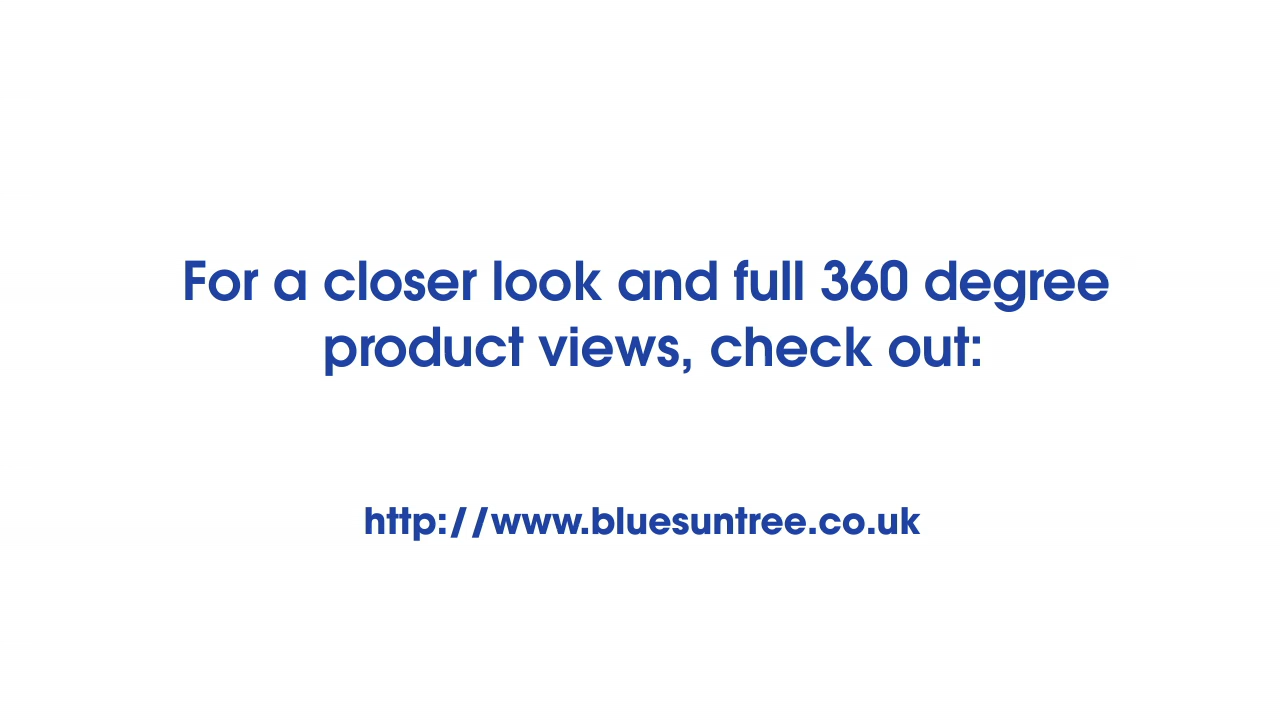 For a closer look and full 360 degree
product views, check out:
http://www.bluesuntree.co.uk